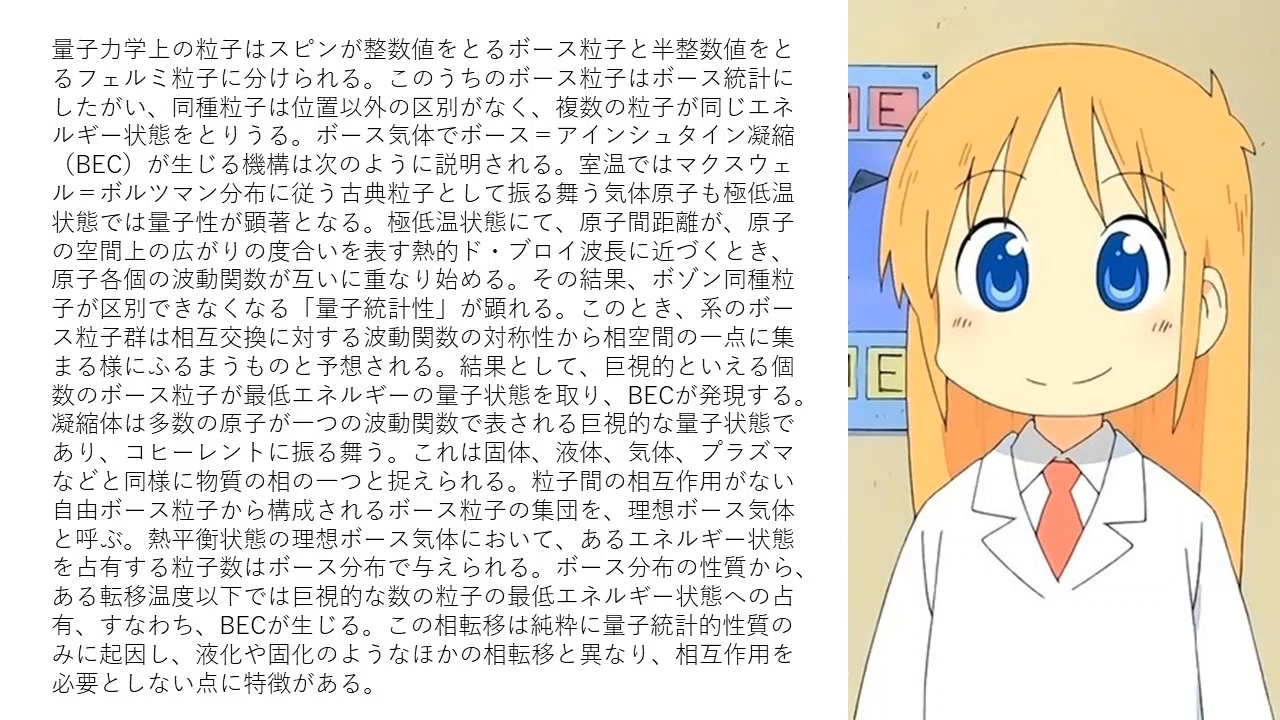 量子力学上の粒子はスピンが整数値をとるボース粒子と半整数値をと
るフェルミ粒子に分けられる。このうちのボース粒子はボース統計に
したがい、同種粒子は位置以外の区別がなく、複数の粒子が同じエネ
ルギー状態をとりうる。ボース気体でボース＝アインシュタイン凝縮
（BEC）が生じる機構は次のように説明される。室温ではマクスウェ
ル＝ボルツマン分布に従う古典粒子として振る舞う気体原子も極低温
状態では量子性が顕著となる。極低温状態にて、原子間距離が、原子
の空間上の広がりの度合いを表す熱的ド・ブロイ波長に近づくとき、
原子各個の波動関数が互いに重なり始める。その結果、ボゾン同種粒
子が区別できなくなる「量子統計性」が顕れる。このとき、系のボー
ス粒子群は相互交換に対する波動関数の対称性から相空間の一点に集
まる様にふるまうものと予想される。結果として、巨視的といえる個
数のボース粒子が最低エネルギーの量子状態を取り、BECが発現する。
凝縮体は多数の原子が一つの波動関数で表される巨視的な量子状態で
あり、コヒーレントに振る舞う。これは固体、液体、気体、プラズマ
などと同様に物質の相の一つと捉えられる。粒子間の相互作用がない
自由ボース粒子から構成されるボース粒子の集団を、理想ボース気体
と呼ぶ。熱平衡状態の理想ボース気体において、あるエネルギー状態
を占有する粒子数はボース分布で与えられる。ボース分布の性質から、
ある転移温度以下では巨視的な数の粒子の最低エネルギー状態への占
有、すなわち、BECが生じる。この相転移は純粋に量子統計的性質の
みに起因し、液化や固化のようなほかの相転移と異なり、相互作用を
必要としない点に特徴がある。